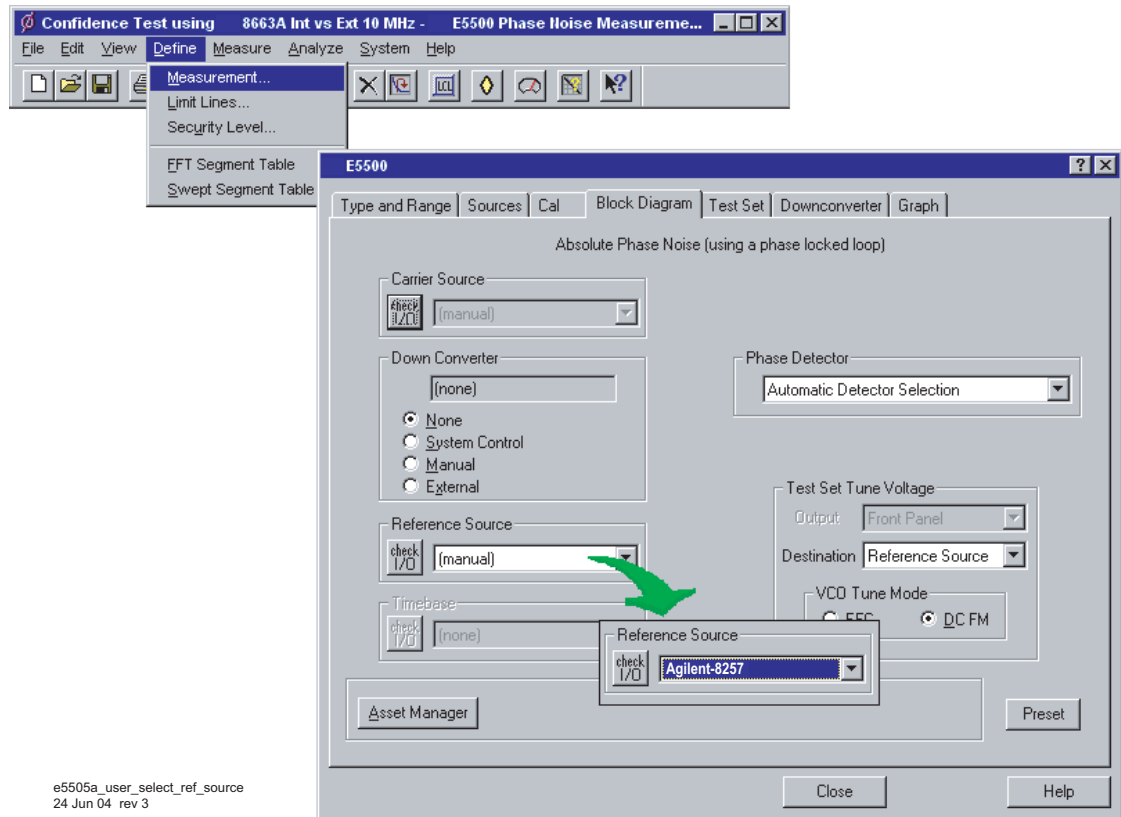 Confidence Test using 8663A Int vs Ext 10 MHz - E5500 Phase Noise Measureme...
File Edit View Define Measure Analyze System Help
Measurement...
Limit Lines...
Security Level...
FFT Segment Table
Swept Segment Table
E5500
Type and Range Sources Cal Block Diagram Test Set Downconverter Graph
Absolute Phase Noise (using a phase locked loop)
Carrier Source
check I/O (manual)
Down Converter
(none)
None
System Control
Manual
External
Phase Detector
Automatic Detector Selection
Reference Source
check I/O (manual)
Test Set Tune Voltage
Output Front Panel
Destination Reference Source
VCO Tune Mode
EFC DC FM
Timebase
check I/O (none)
Reference Source
check I/O Agilent-8257
Asset Manager
Preset
Close Help
e5505a_user_select_ref_source
24 Jun 04 rev 3